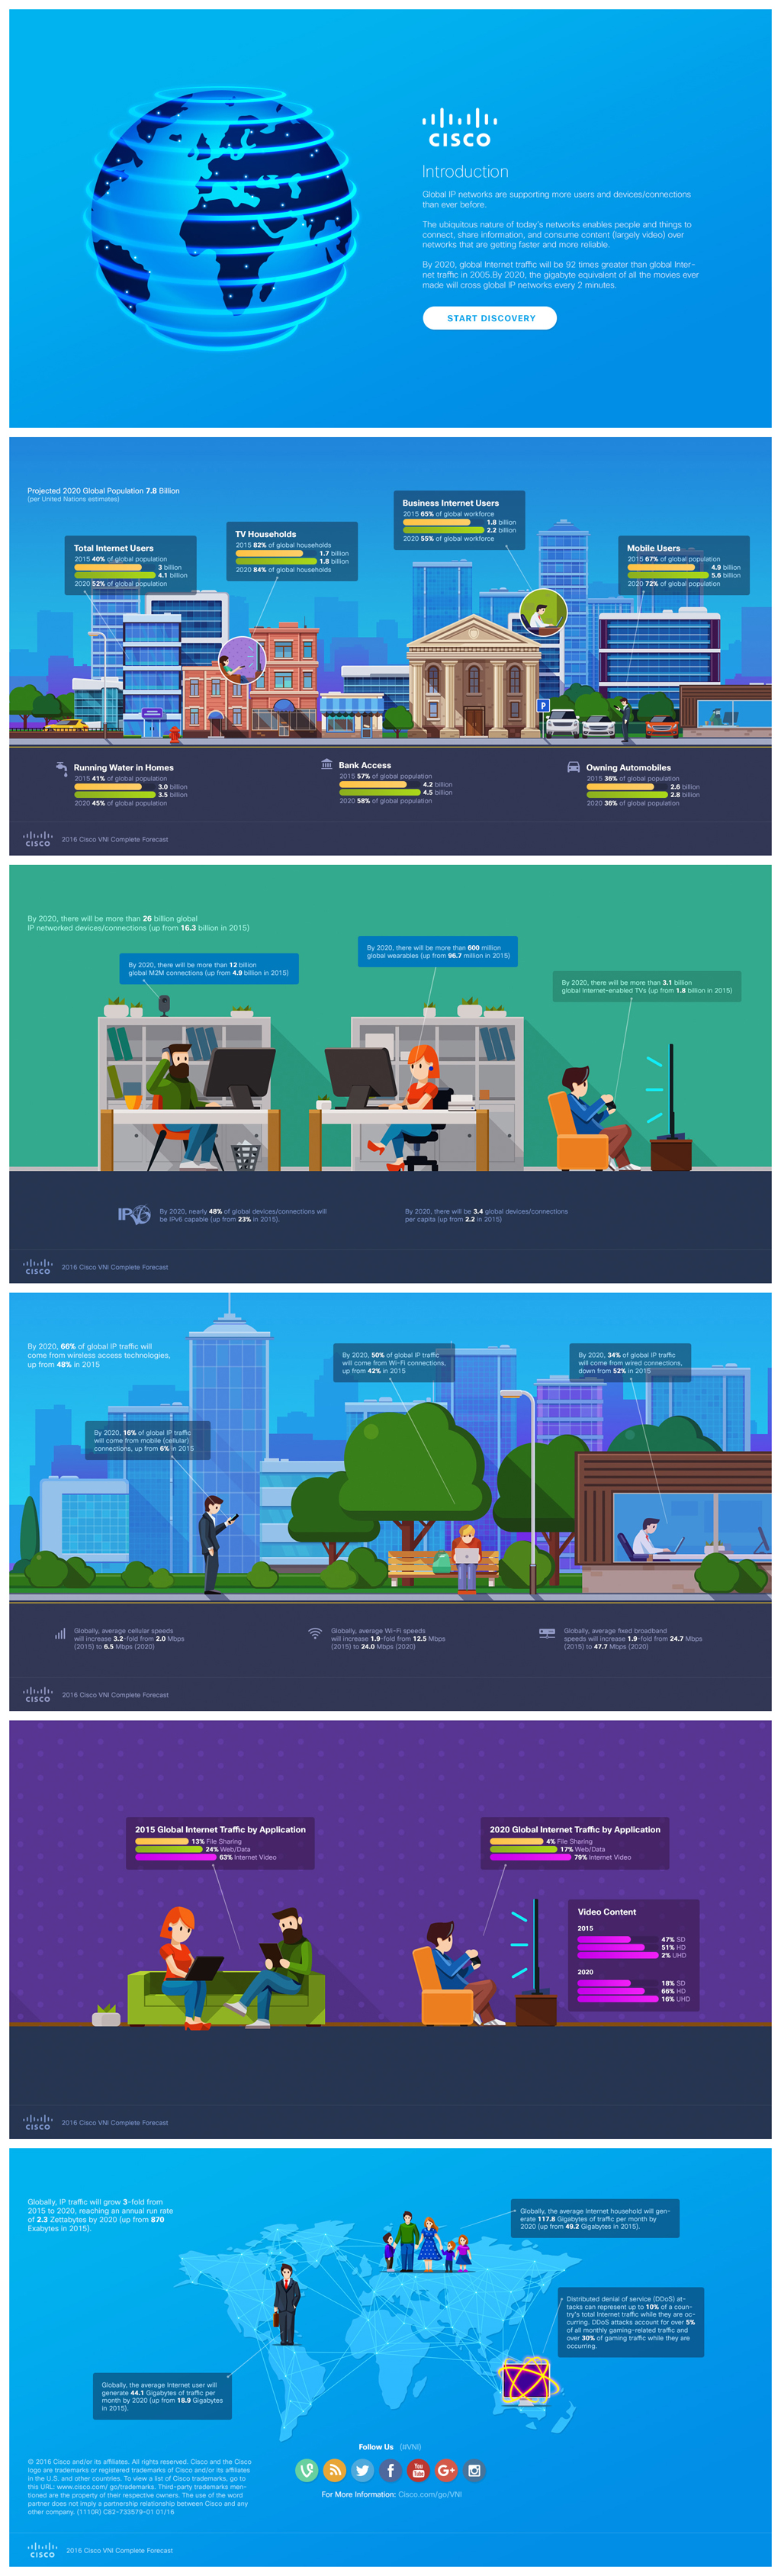 CISCO
Introduction
Global IP networks are supporting more users and devices/connections
than ever before.
The ubiquitous nature of today's networks enables people and things to
connect, share information, and consume content (largely video) over
networks that are getting faster and more reliable.
By 2020, global Internet traffic will be 92 times greater than global Inter-
net traffic in 2005.By 2020, the gigabyte equivalent of all the movies ever
made will cross global IP networks every 2 minutes.
START DISCOVERY
Projected 2020 Global Population 7.8 Billion
(per United Nations estimates)
Total Internet Users
2015 40% of global population
3 billion
4.1 billion
2020 52% of global population
TV Households
2015 82% of global households
1.7 billion
1.8 billion
2020 84% of global households
Business Internet Users
2015 65% of global workforce
1.8 billion
2.2 billion
2020 55% of global workforce
Mobile Users
2015 67% of global population
4.9 billion
5.6 billion
2020 72% of global population
P
Running Water in Homes
2015 41% of global population
3.0 billion
3.5 billion
2020 45% of global population
Bank Access
2015 57% of global population
4.2 billion
4.5 billion
2020 58% of global population
Owning Automobiles
2015 36% of global population
2.6 billion
2.8 billion
2020 36% of global population
CISCO
2016 Cisco VNI Complete Forecast
By 2020, there will be more than 26 billion global
IP networked devices/connections (up from 16.3 billion in 2015)
By 2020, there will be more than 12 billion
global M2M connections (up from 4.9 billion in 2015)
By 2020, there will be more than 600 million
global wearables (up from 96.7 million in 2015)
By 2020, there will be more than 3.1 billion
global Internet-enabled TVs (up from 1.8 billion in 2015)
IPV6
By 2020, nearly 48% of global devices/connections will
be IPv6 capable (up from 23% in 2015).
By 2020, there will be 3.4 global devices/connections
per capita (up from 2.2 in 2015)
CISCO
2016 Cisco VNI Complete Forecast
By 2020, 66% of global IP traffic will
come from wireless access technologies,
up from 48% in 2015
By 2020, 16% of global IP traffic
will come from mobile (cellular)
connections, up from 6% in 2015
By 2020, 50% of global IP traffic
will come from Wi-Fi connections,
up from 42% in 2015
By 2020, 34% of global IP traffic
will come from wired connections,
down from 52% in 2015
Globally, average cellular speeds
will increase 3.2-fold from 2.0 Mbps
(2015) to 6.5 Mbps (2020)
Globally, average Wi-Fi speeds
will increase 1.9-fold from 12.5 Mbps
(2015) to 24.0 Mbps (2020)
Globally, average fixed broadband
speeds will increase 1.9-fold from 24.7 Mbps
(2015) to 47.7 Mbps (2020)
CISCO
2016 Cisco VNI Complete Forecast
2015 Global Internet Traffic by Application
13% File Sharing
24% Web/Data
63% Internet Video
2020 Global Internet Traffic by Application
4% File Sharing
17% Web/Data
79% Internet Video
Video Content
2015
47% SD
51% HD
2% UHD
2020
18% SD
66% HD
16% UHD
CISCO
2016 Cisco VNI Complete Forecast
Globally, IP traffic will grow 3-fold from
2015 to 2020, reaching an annual run rate
of 2.3 Zettabytes by 2020 (up from 870
Exabytes in 2015).
Globally, the average Internet household will gen-
erate 117.8 Gigabytes of traffic per month by
2020 (up from 49.2 Gigabytes in 2015).
Distributed denial of service (DDoS) at-
tacks can represent up to 10% of a coun-
try's total Internet traffic while they are oc-
curring. DDoS attacks account for over 5%
of all monthly gaming-related traffic and
over 30% of gaming traffic while they are
occurring.
Globally, the average Internet user will
generate 44.1 Gigabytes of traffic per
month by 2020 (up from 18.9 Gigabytes
in 2015).
Follow Us (#VNI)
You
Tube
G+
For More Information: Cisco.com/go/VNI
© 2016 Cisco and/or its affiliates. All rights reserved. Cisco and the Cisco
logo are trademarks or registered trademarks of Cisco and/or its affiliates
in the U.S. and other countries. To view a list of Cisco trademarks, go to
this URL: www.cisco.com/ go/trademarks. Third-party trademarks men-
tioned are the property of their respective owners. The use of the word
partner does not imply a partnership relationship between Cisco and any
other company. (1110R) C82-733579-01 01/16
CISCO
2016 Cisco VNI Complete Forecast